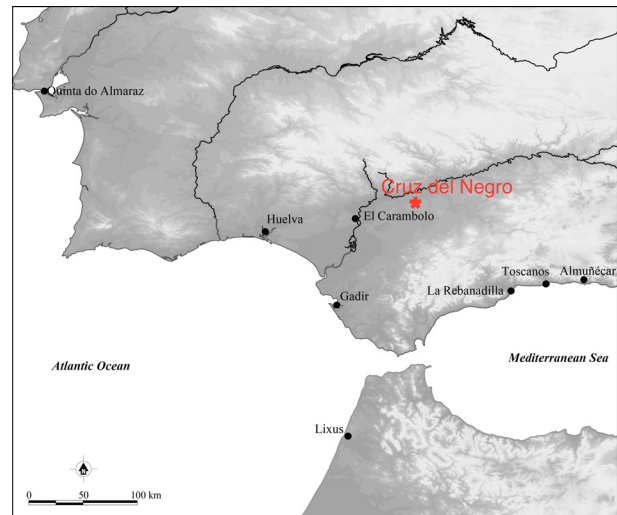 Quinta do Almaraz
Cruz del Negro
*
El Carambolo
Huelva
Toscanos
Almuñécar
La Rebanadilla
Gadir
Atlantic Ocean
Mediterranean Sea
Lixus
N
0 50 100 km